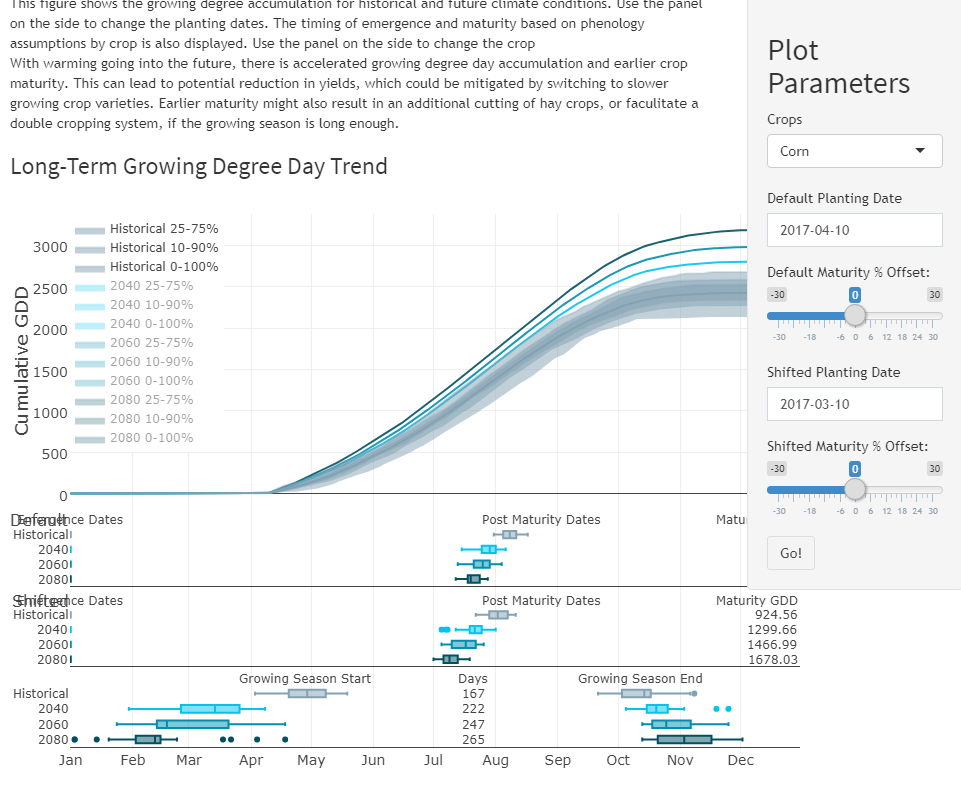 This figure shows the growing degree accumulation for historical and future climate conditions. Use the panel
on the side to change the planting dates. The timing of emergence and maturity based on phenology
assumptions by crop is also displayed. Use the panel on the side to change the crop
With warming going into the future, there is accelerated growing degree day accumulation and earlier crop
maturity. This can lead to potential reduction in yields, which could be mitigated by switching to slower
growing crop varieties. Earlier maturity might also result in an additional cutting of hay crops, or faculitate a
double cropping system, if the growing season is long enough.
Long-Term Growing Degree Day Trend
Cumulative GDD
3000
2500
2000
1500
1000
500
0
Historical 25-75%
Historical 10-90%
Historical 0-100%
2040 25-75%
2040 10-90%
2040 0-100%
2060 25-75%
2060 10-90%
2060 0-100%
2080 25-75%
2080 10-90%
2080 0-100%
Default
Emergence Dates Post Maturity Dates Matu
Historical
2040
2060
2080
Shifted
Emergence Dates Post Maturity Dates Maturity GDD
Historical 924.56
2040 1299.66
2060 1466.99
2080 1678.03
Growing Season Start Days Growing Season End
Historical 167
2040 222
2060 247
2080 265
Jan Feb Mar Apr May Jun Jul Aug Sep Oct Nov Dec
Plot
Parameters
Crops
Corn
Default Planting Date
2017-04-10
Default Maturity % Offset:
-30 0 30
-30 -18 -6 0 6 12 18 24 30
Shifted Planting Date
2017-03-10
Shifted Maturity % Offset:
-30 0 30
-30 -18 -6 0 6 12 18 24 30
Go!